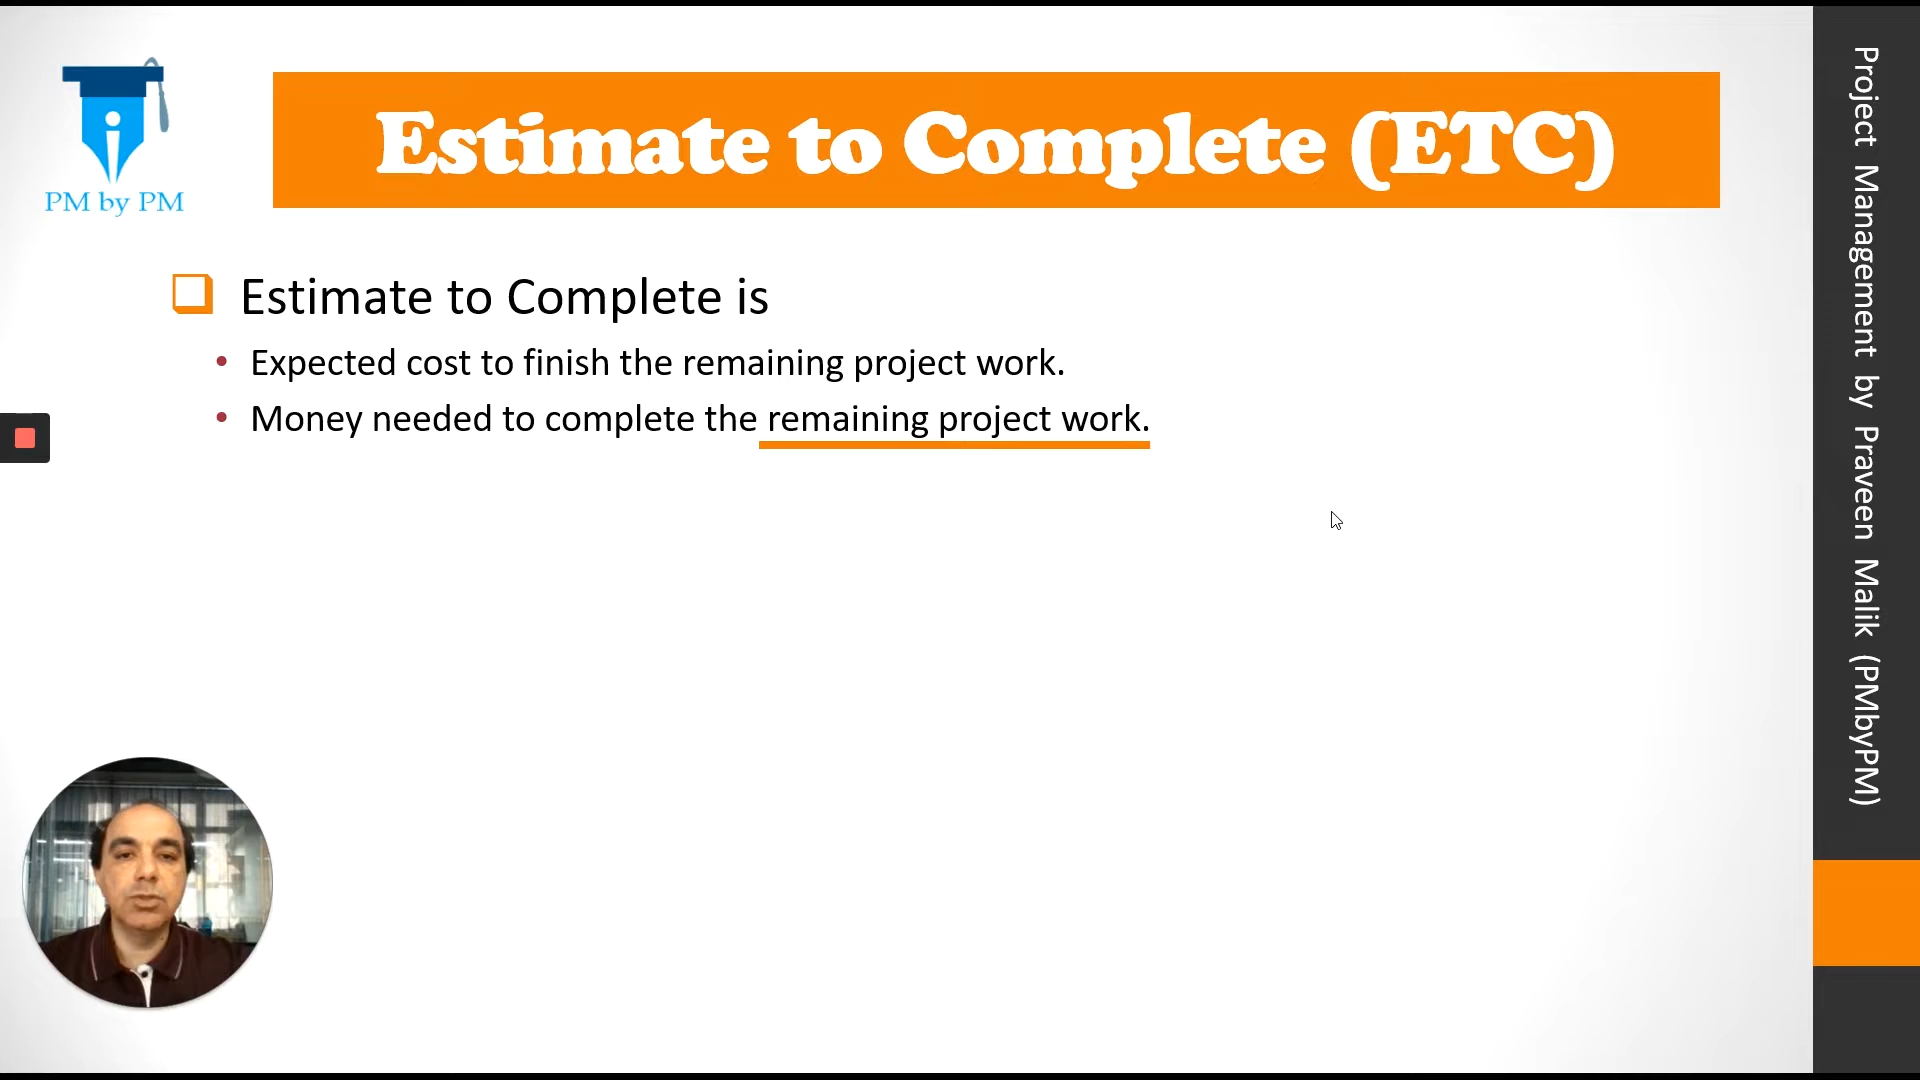 PM by PM
Estimate to Complete (ETC)
Estimate to Complete is
• Expected cost to finish the remaining project work.
• Money needed to complete the remaining project work.
Project Management by Praveen Malik (PMbyPM)